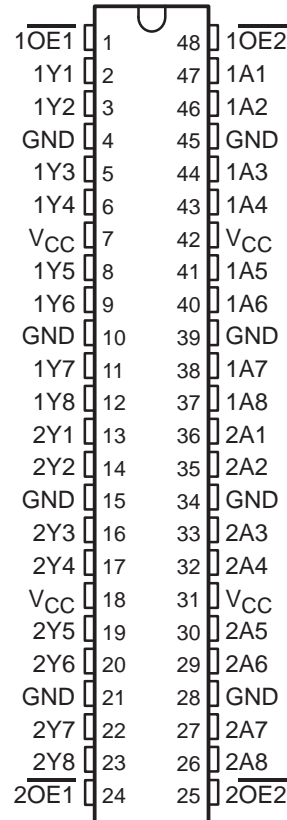 1OE1 1 48 1OE2
1Y1 2 47 1A1
1Y2 3 46 1A2
GND 4 45 GND
1Y3 5 44 1A3
1Y4 6 43 1A4
VCC 7 42 VCC
1Y5 8 41 1A5
1Y6 9 40 1A6
GND 10 39 GND
1Y7 11 38 1A7
1Y8 12 37 1A8
2Y1 13 36 2A1
2Y2 14 35 2A2
GND 15 34 GND
2Y3 16 33 2A3
2Y4 17 32 2A4
VCC 18 31 VCC
2Y5 19 30 2A5
2Y6 20 29 2A6
GND 21 28 GND
2Y7 22 27 2A7
2Y8 23 26 2A8
2OE1 24 25 2OE2